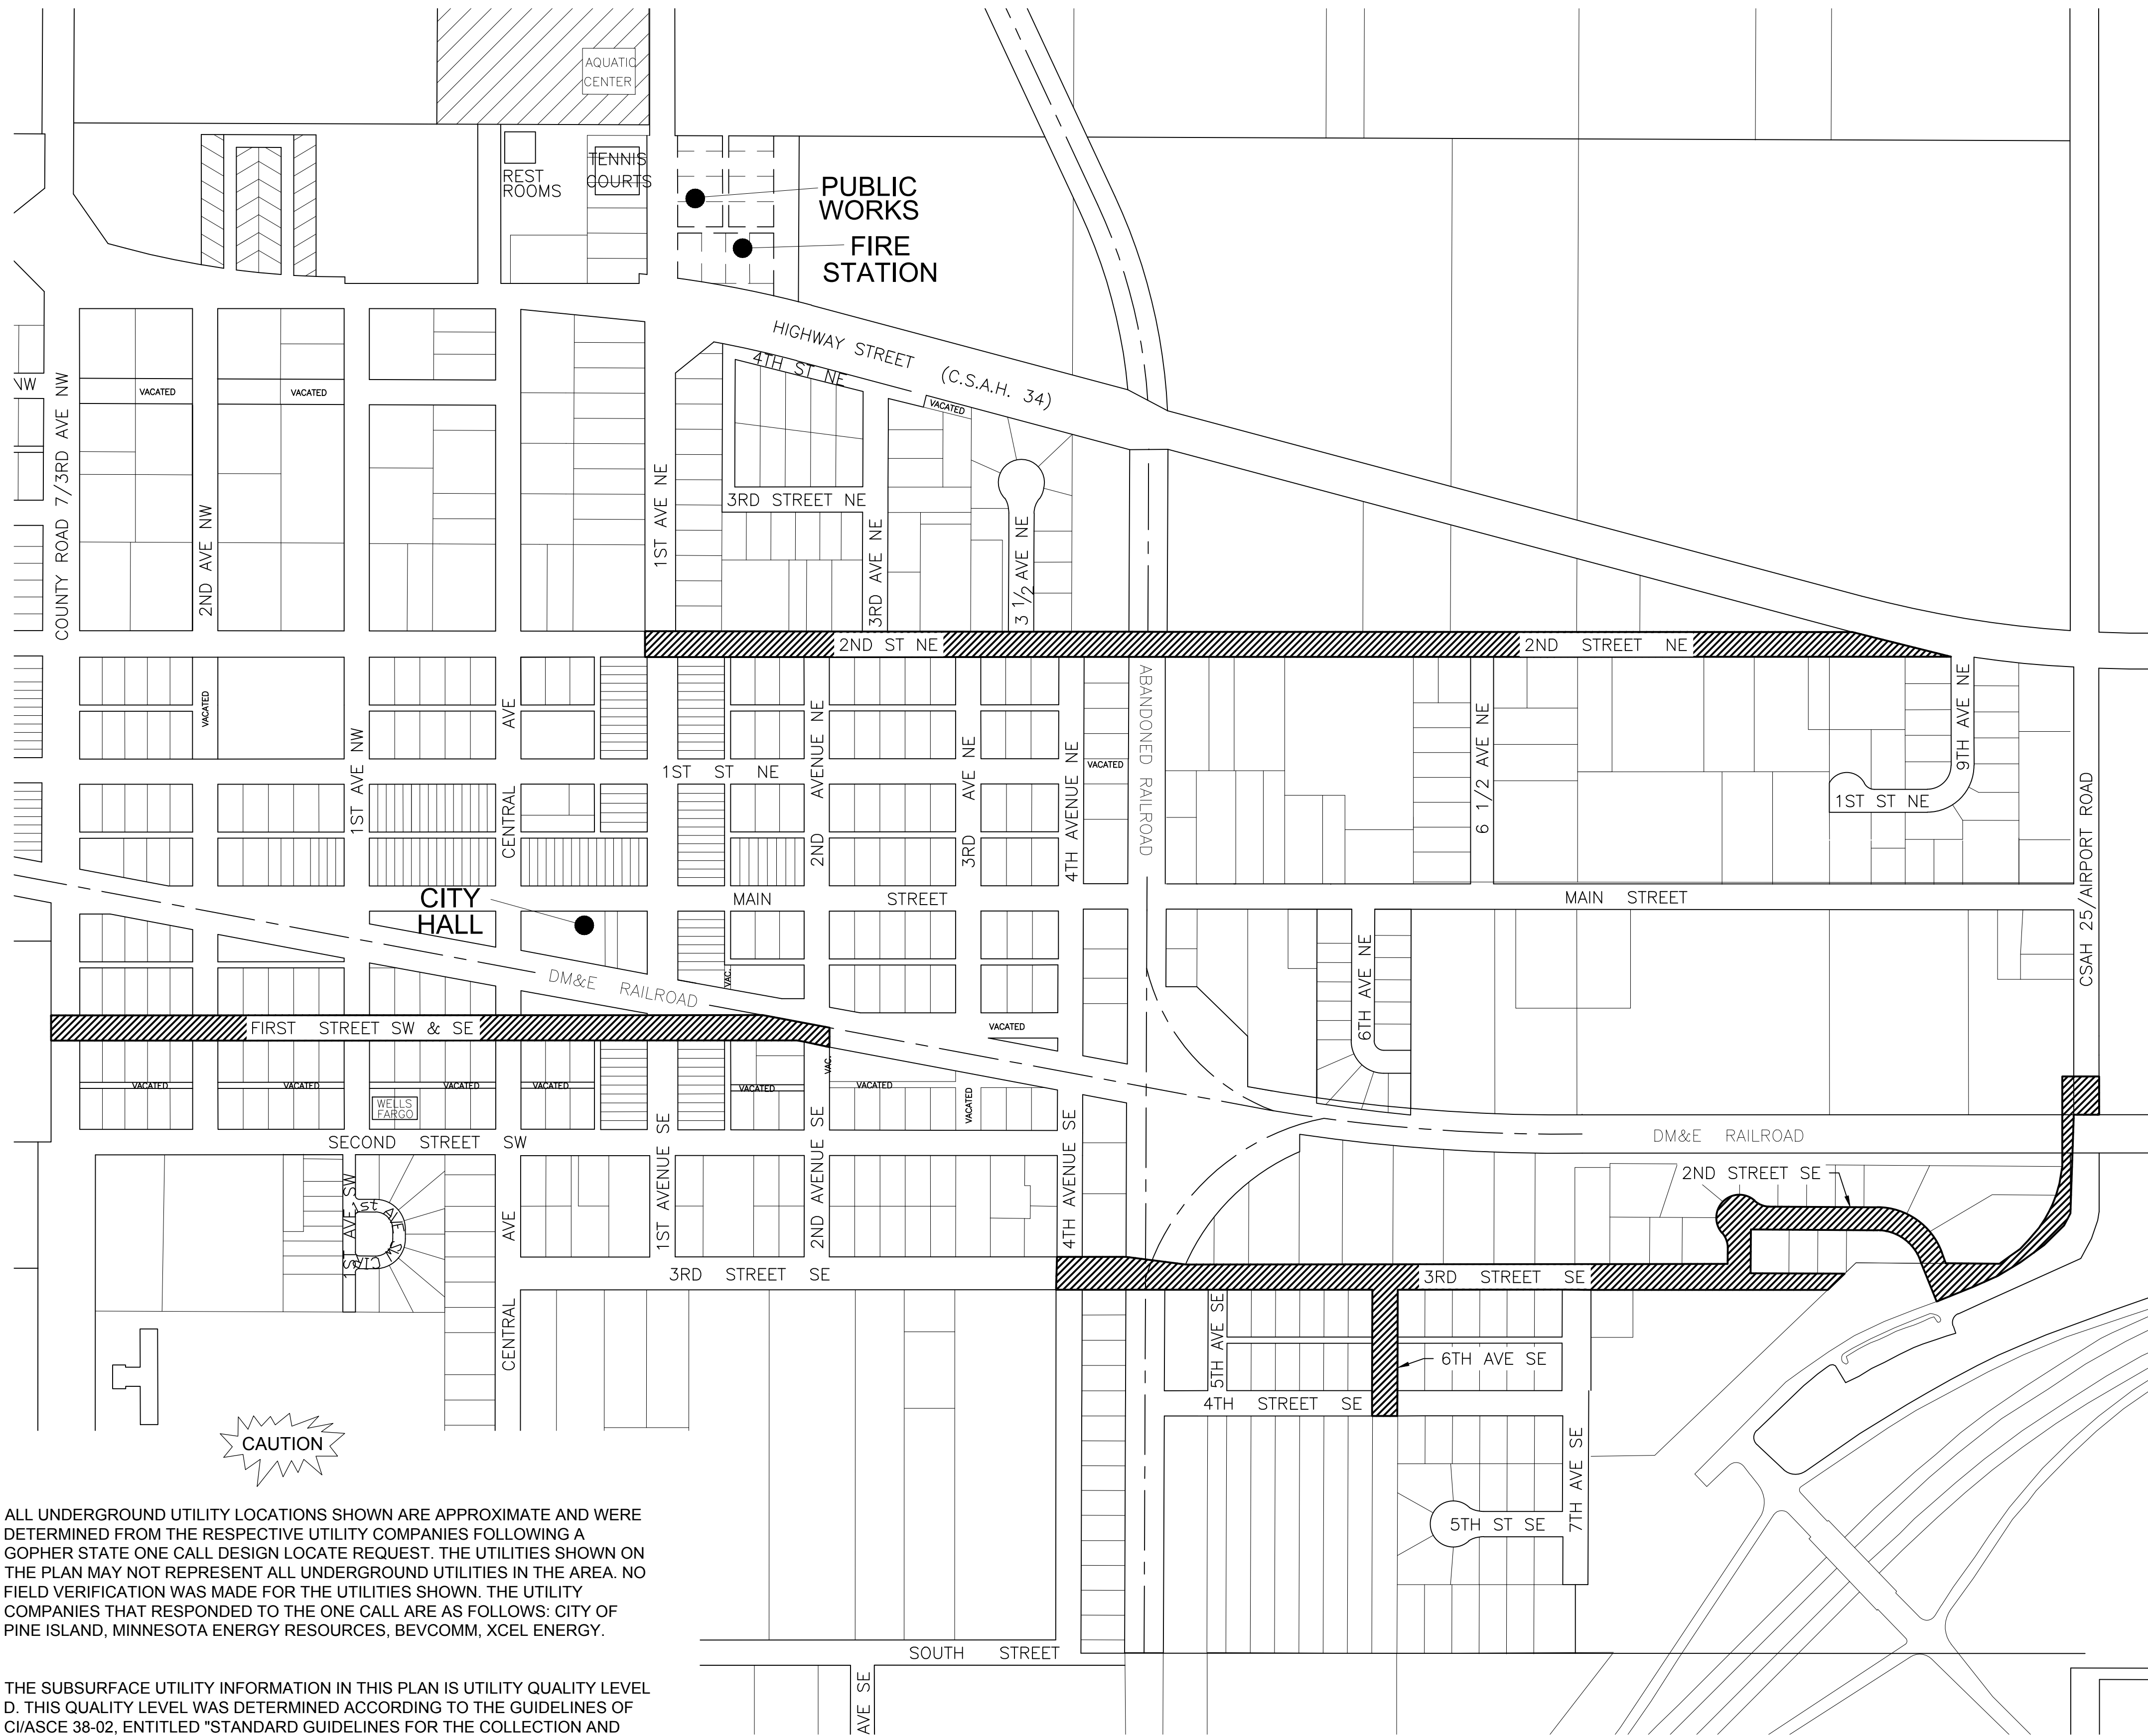 AQUATIC
CENTER
REST
ROOMS
TENNIS
COURTS
PUBLIC
WORKS
FIRE
STATION
HIGHWAY STREET (C.S.A.H. 34)
4TH ST NE
VACATED
NW
VACATED
VACATED
COUNTY ROAD 7/3RD AVE NW
2ND AVE NW
1ST AVE NE
3RD STREET NE
3RD AVE NE
3 1/2 AVE NE
2ND ST NE
2ND STREET NE
VACATED
1ST AVE NW
CENTRAL AVE
1ST ST NE
2ND AVENUE NE
3RD AVE NE
4TH AVENUE NE
VACATED
ABANDONED RAILROAD
6 1/2 AVE NE
9TH AVE NE
1ST ST NE
CSAH 25/AIRPORT ROAD
CITY
HALL
MAIN STREET
MAIN STREET
6TH AVE NE
DM&E RAILROAD
VAC.
FIRST STREET SW & SE
VACATED
VAC.
VACATED
VACATED
VACATED
VACATED
VACATED
VACATED
VACATED
WELLS
FARGO
SECOND STREET SW
1ST AVENUE SE
2ND AVENUE SE
4TH AVENUE SE
DM&E RAILROAD
2ND STREET SE
1ST AVE SW
1st AVE SW CIR
CENTRAL AVE
3RD STREET SE
3RD STREET SE
5TH AVE SE
6TH AVE SE
4TH STREET SE
7TH AVE SE
5TH ST SE
CAUTION
ALL UNDERGROUND UTILITY LOCATIONS SHOWN ARE APPROXIMATE AND WERE
DETERMINED FROM THE RESPECTIVE UTILITY COMPANIES FOLLOWING A
GOPHER STATE ONE CALL DESIGN LOCATE REQUEST. THE UTILITIES SHOWN ON
THE PLAN MAY NOT REPRESENT ALL UNDERGROUND UTILITIES IN THE AREA. NO
FIELD VERIFICATION WAS MADE FOR THE UTILITIES SHOWN. THE UTILITY
COMPANIES THAT RESPONDED TO THE ONE CALL ARE AS FOLLOWS: CITY OF
PINE ISLAND, MINNESOTA ENERGY RESOURCES, BEVCOMM, XCEL ENERGY.
SOUTH STREET
AVE SE
THE SUBSURFACE UTILITY INFORMATION IN THIS PLAN IS UTILITY QUALITY LEVEL
D. THIS QUALITY LEVEL WAS DETERMINED ACCORDING TO THE GUIDELINES OF
CI/ASCE 38-02, ENTITLED "STANDARD GUIDELINES FOR THE COLLECTION AND